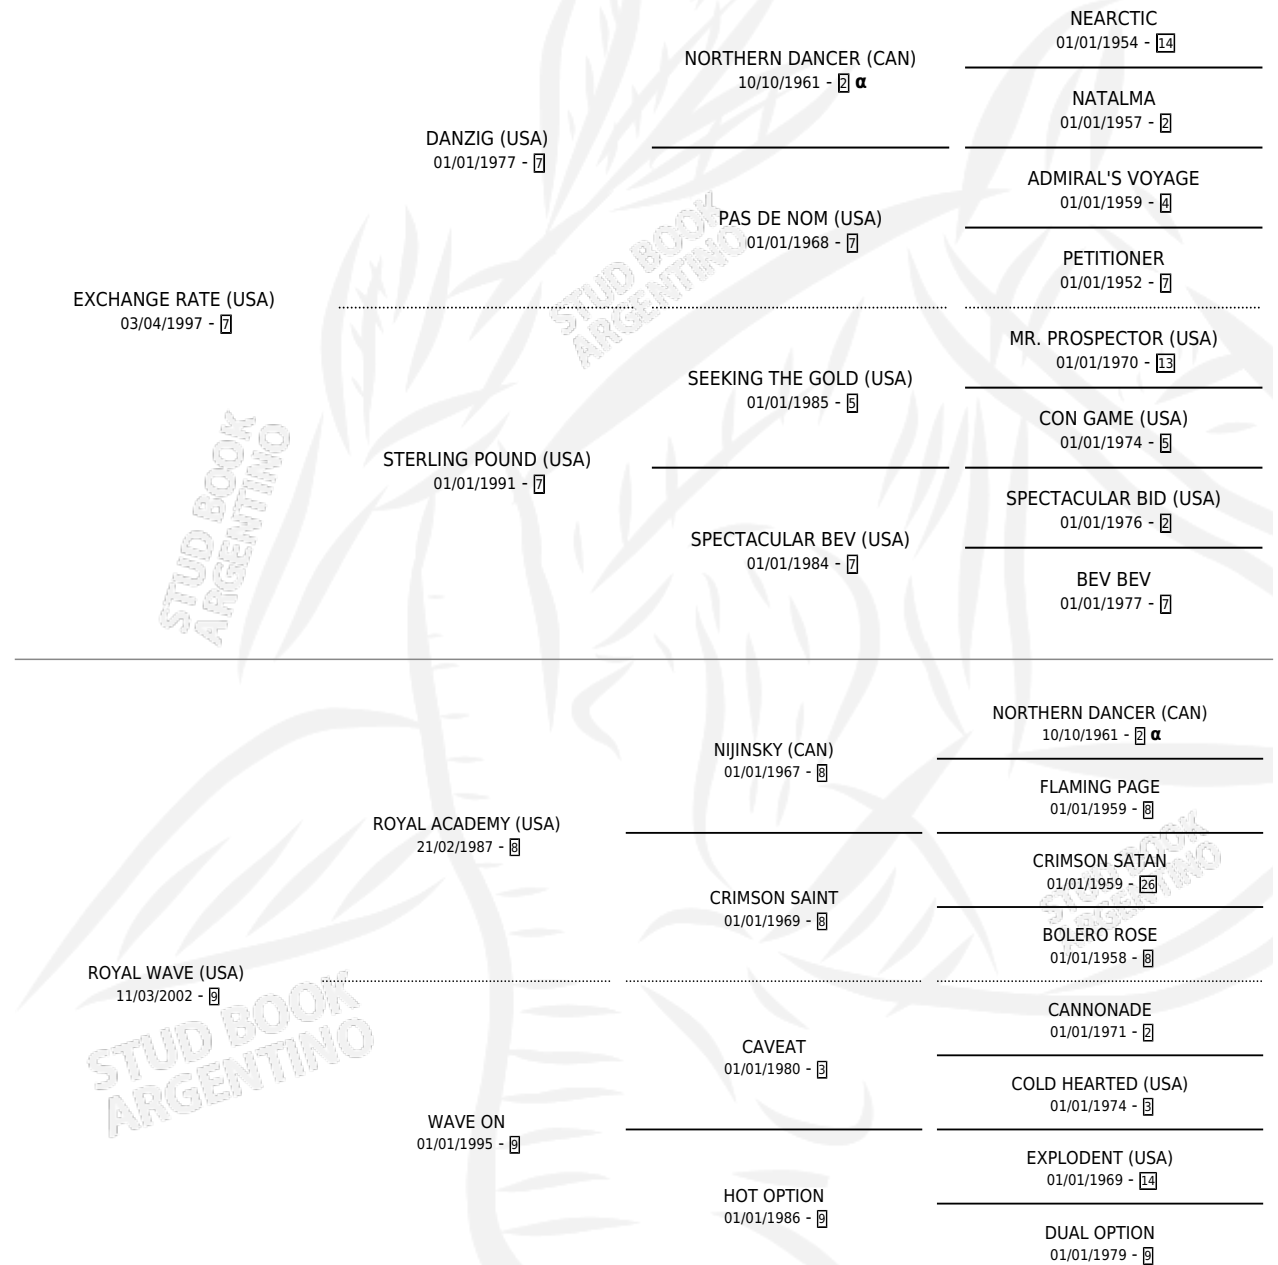 NEARCTIC
01/01/1954 - 14
NORTHERN DANCER (CAN)
10/10/1961 - 2 α
NATALMA
01/01/1957 - 2
DANZIG (USA)
01/01/1977 - 7
ADMIRAL'S VOYAGE
01/01/1959 - 4
PAS DE NOM (USA)
01/01/1968 - 7
PETITIONER
01/01/1952 - 7
EXCHANGE RATE (USA)
03/04/1997 - 7
MR. PROSPECTOR (USA)
01/01/1970 - 13
SEEKING THE GOLD (USA)
01/01/1985 - 5
CON GAME (USA)
01/01/1974 - 5
STERLING POUND (USA)
01/01/1991 - 7
SPECTACULAR BID (USA)
01/01/1976 - 2
SPECTACULAR BEV (USA)
01/01/1984 - 7
BEV BEV
01/01/1977 - 7
STUD BOOK
ARGENTINO
STUD BOOK
ARGENTINO
NORTHERN DANCER (CAN)
10/10/1961 - 2 α
NIJINSKY (CAN)
01/01/1967 - 8
FLAMING PAGE
01/01/1959 - 8
ROYAL ACADEMY (USA)
21/02/1987 - 8
CRIMSON SATAN
01/01/1959 - 26
CRIMSON SAINT
01/01/1969 - 8
BOLERO ROSE
01/01/1958 - 8
ROYAL WAVE (USA)
11/03/2002 - 9
CANNONADE
01/01/1971 - 2
CAVEAT
01/01/1980 - 3
COLD HEARTED (USA)
01/01/1974 - 3
WAVE ON
01/01/1995 - 9
EXPLODENT (USA)
01/01/1969 - 14
HOT OPTION
01/01/1986 - 9
DUAL OPTION
01/01/1979 - 9
STUD BOOK
ARGENTINO
STUD BOOK
ARGENTINO